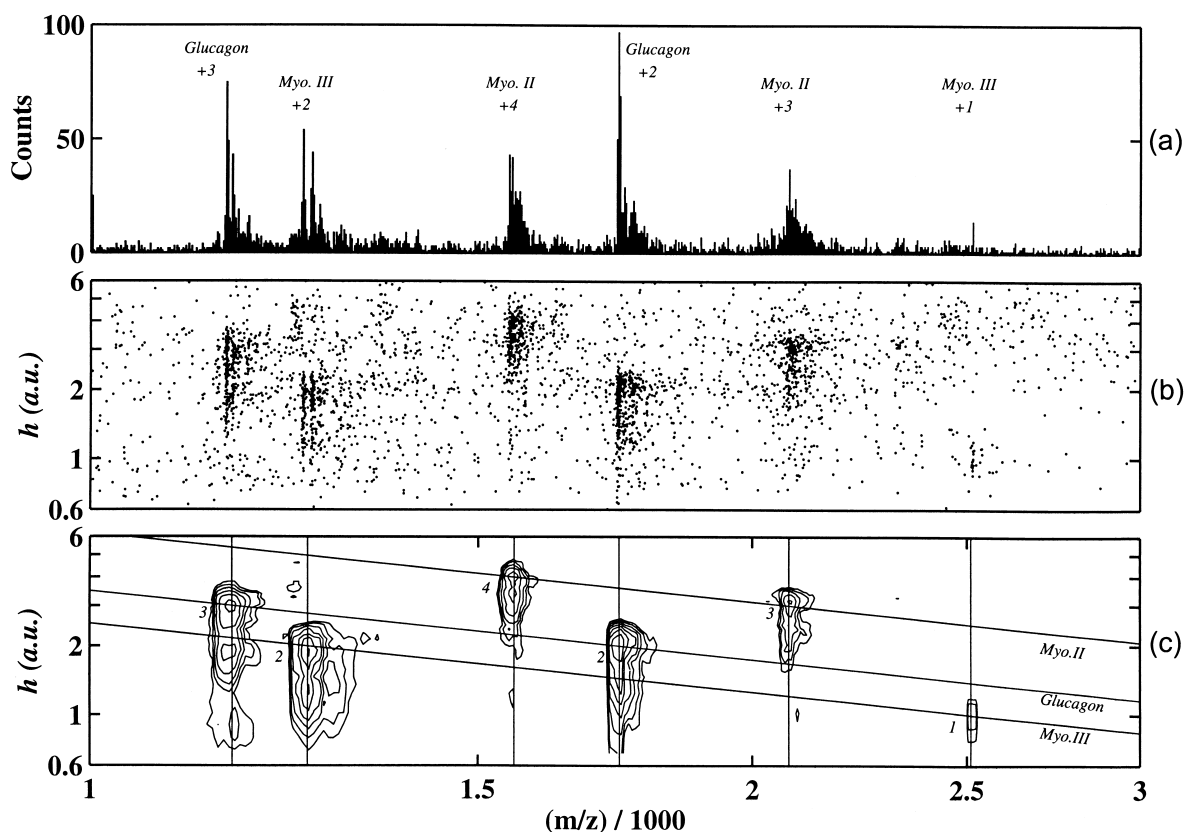 100
50
0
Counts
Glucagon
+3
Myo. III
+2
Myo. II
+4
Glucagon
+2
Myo. II
+3
Myo. III
+1
(a)
6
2
1
0.6
h (a.u.)
(b)
6
2
1
0.6
h (a.u.)
3
2
4
2
3
1
Myo.II
Glucagon
Myo.III
(c)
1
1.5
2
2.5
3
(m/z) / 1000